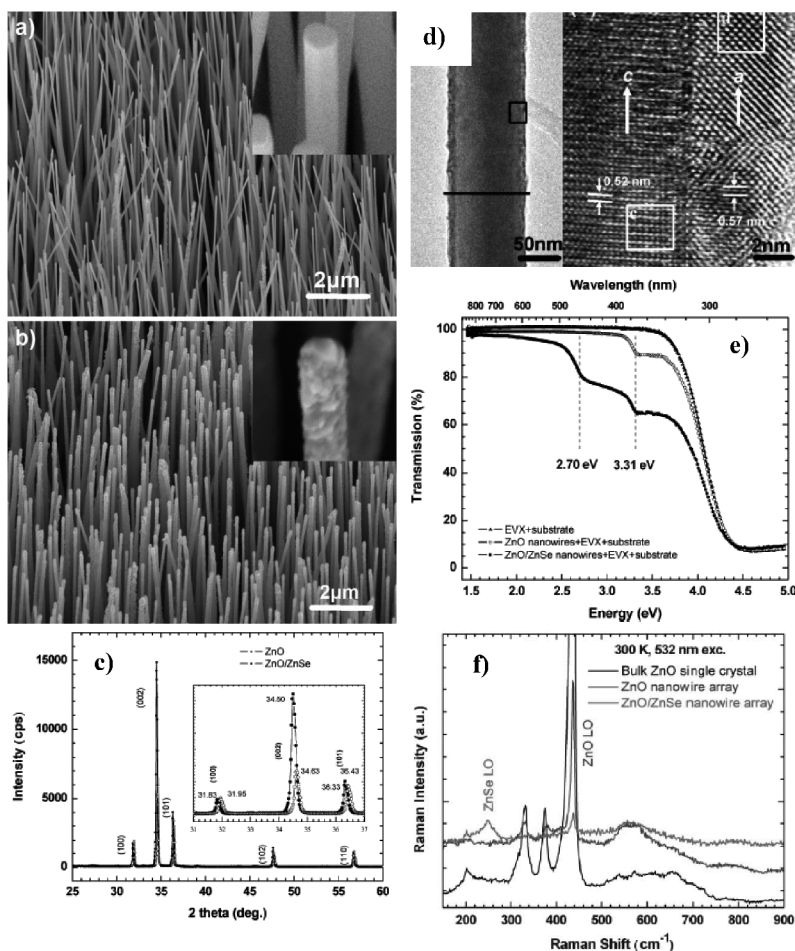 a)
2μm
b)
2μm
c)
ZnO
ZnO/ZnSe
Intensity (cps)
15000
10000
5000
0
(100)
(002)
(101)
(102)
(110)
34.50
(002)
34.63
(100)
31.83
31.95
(101)
36.43
36.33
31 32 33 34 35 36 37
25 30 35 40 45 50 55 60
2 theta (deg.)
d)
c
a
0.52 nm
0.57 nm
50nm
2nm
Wavelength (nm)
800 700 600 500 400 300
e)
Transmission (%)
100
80
60
40
20
0
2.70 eV
3.31 eV
EVX+substrate
ZnO nanowires+EVX+substrate
ZnO/ZnSe nanowires+EVX+substrate
1.5 2.0 2.5 3.0 3.5 4.0 4.5 5.0
Energy (eV)
f)
300 K, 532 nm exc.
Bulk ZnO single crystal
ZnO nanowire array
ZnO/ZnSe nanowire array
ZnSe LO
ZnO LO
Raman Intensity (a.u.)
200 300 400 500 600 700 800 900
Raman Shift (cm⁻¹)